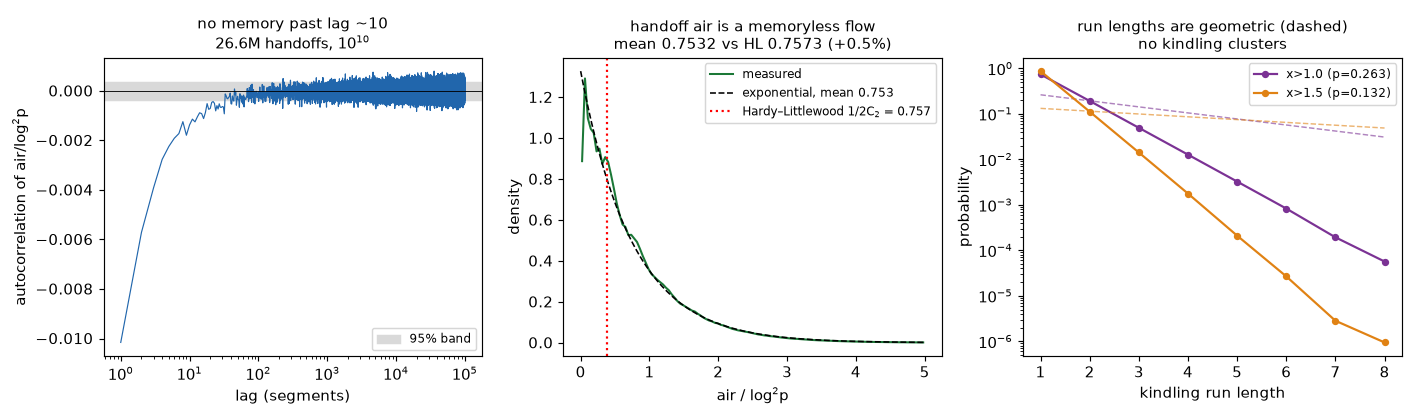 no memory past lag ~10
26.6M handoffs, 10¹⁰
0.000
−0.002
−0.004
−0.006
−0.008
−0.010
autocorrelation of air/log²p
95% band
10⁰
10¹
10²
10³
10⁴
10⁵
lag (segments)
handoff air is a memoryless flow
mean 0.7532 vs HL 0.7573 (+0.5%)
measured
exponential, mean 0.753
Hardy–Littlewood 1/2C₂ = 0.757
1.2
1.0
0.8
0.6
0.4
0.2
0.0
density
0
1
2
3
4
5
air / log²p
run lengths are geometric (dashed)
no kindling clusters
x>1.0 (p=0.263)
x>1.5 (p=0.132)
10⁰
10⁻¹
10⁻²
10⁻³
10⁻⁴
10⁻⁵
10⁻⁶
probability
1
2
3
4
5
6
7
8
kindling run length